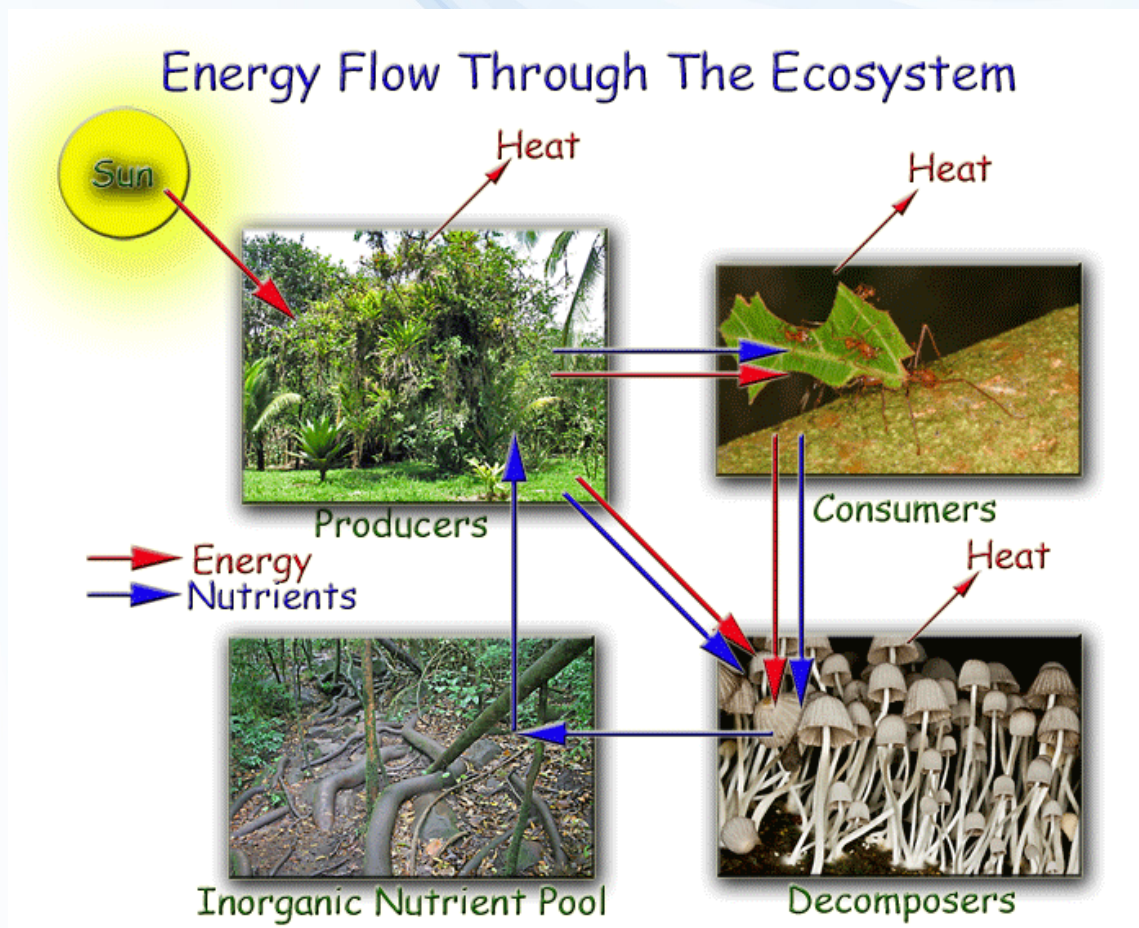 Energy Flow Through The Ecosystem
Sun
Heat
Heat
Producers
Consumers
Energy
Nutrients
Heat
Inorganic Nutrient Pool
Decomposers